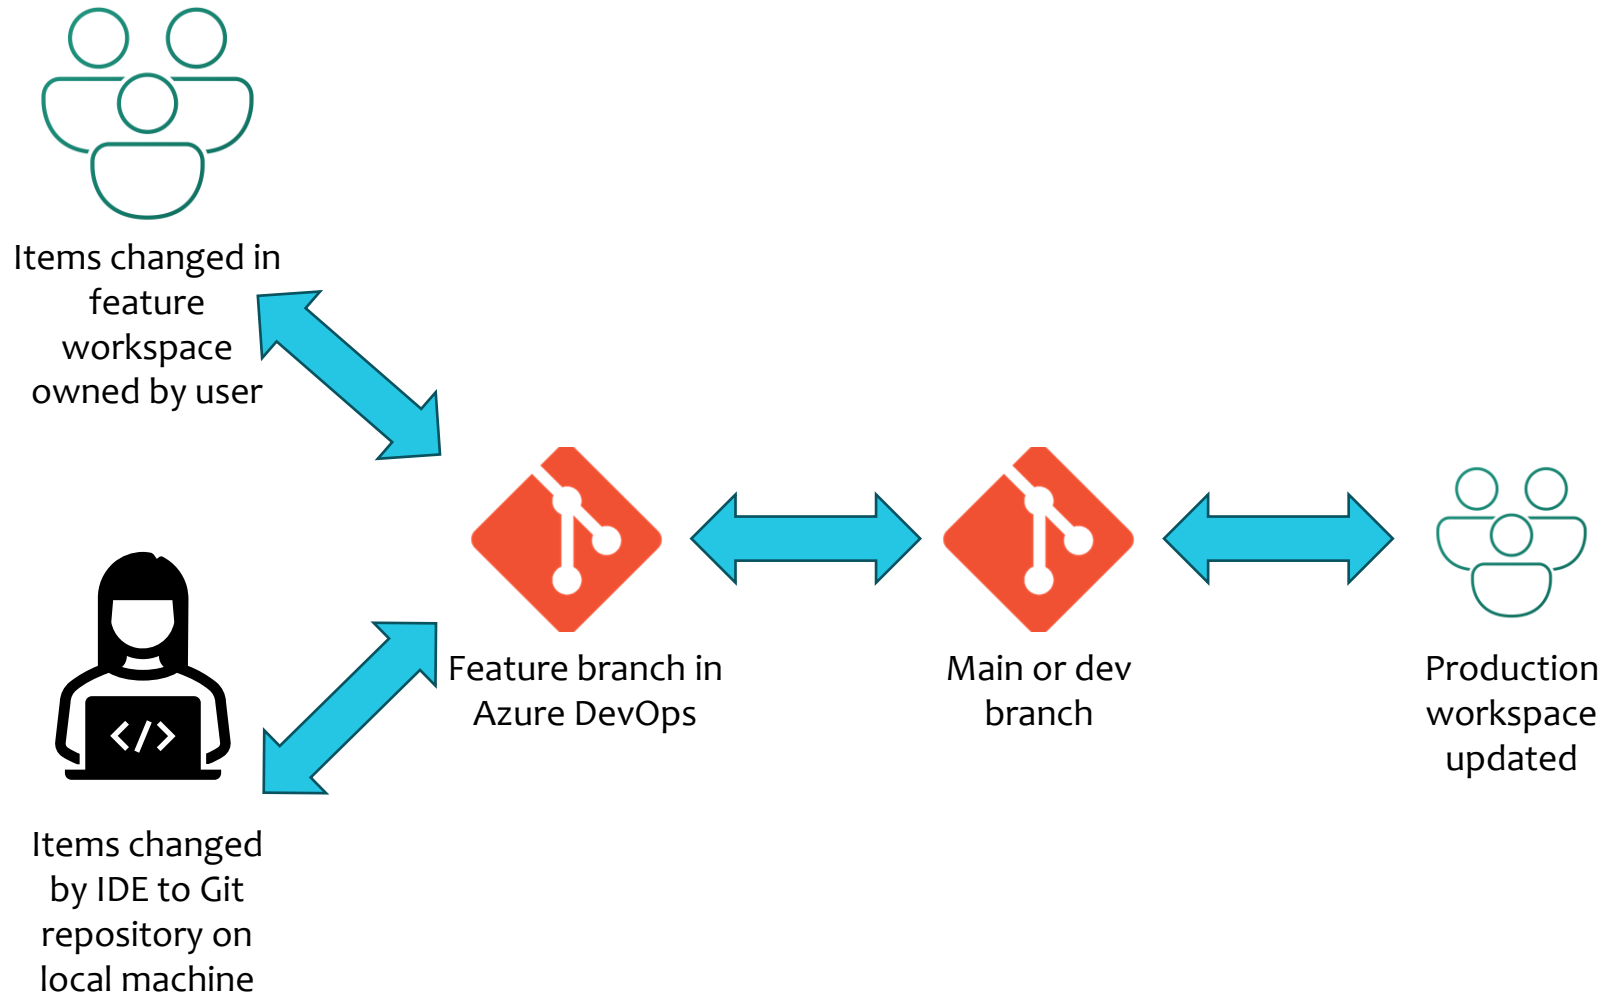 Items changed in
feature
workspace
owned by user
</>
Items changed
by IDE to Git
repository on
local machine
Feature branch in
Azure DevOps
Main or dev
branch
Production
workspace
updated